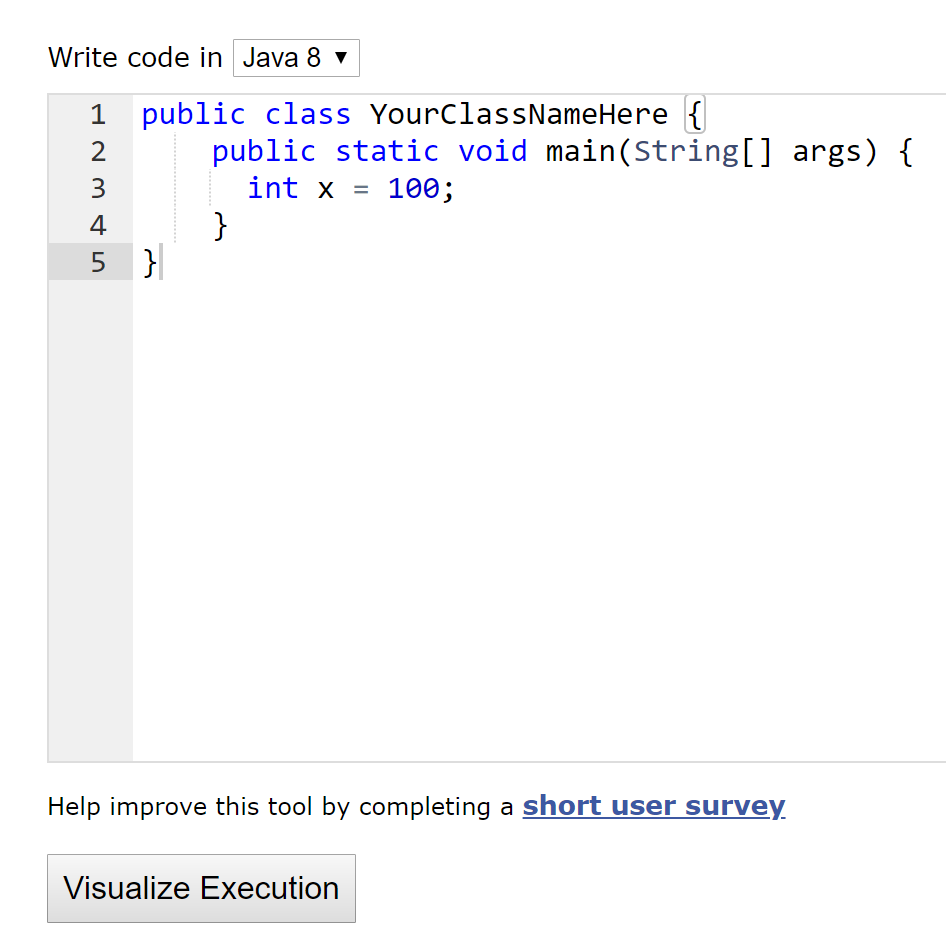 Write code in Java 8 ▼
1 public class YourClassNameHere {
2     public static void main(String[] args) {
3       int x = 100;
4     }
5 }
Help improve this tool by completing a short user survey
Visualize Execution